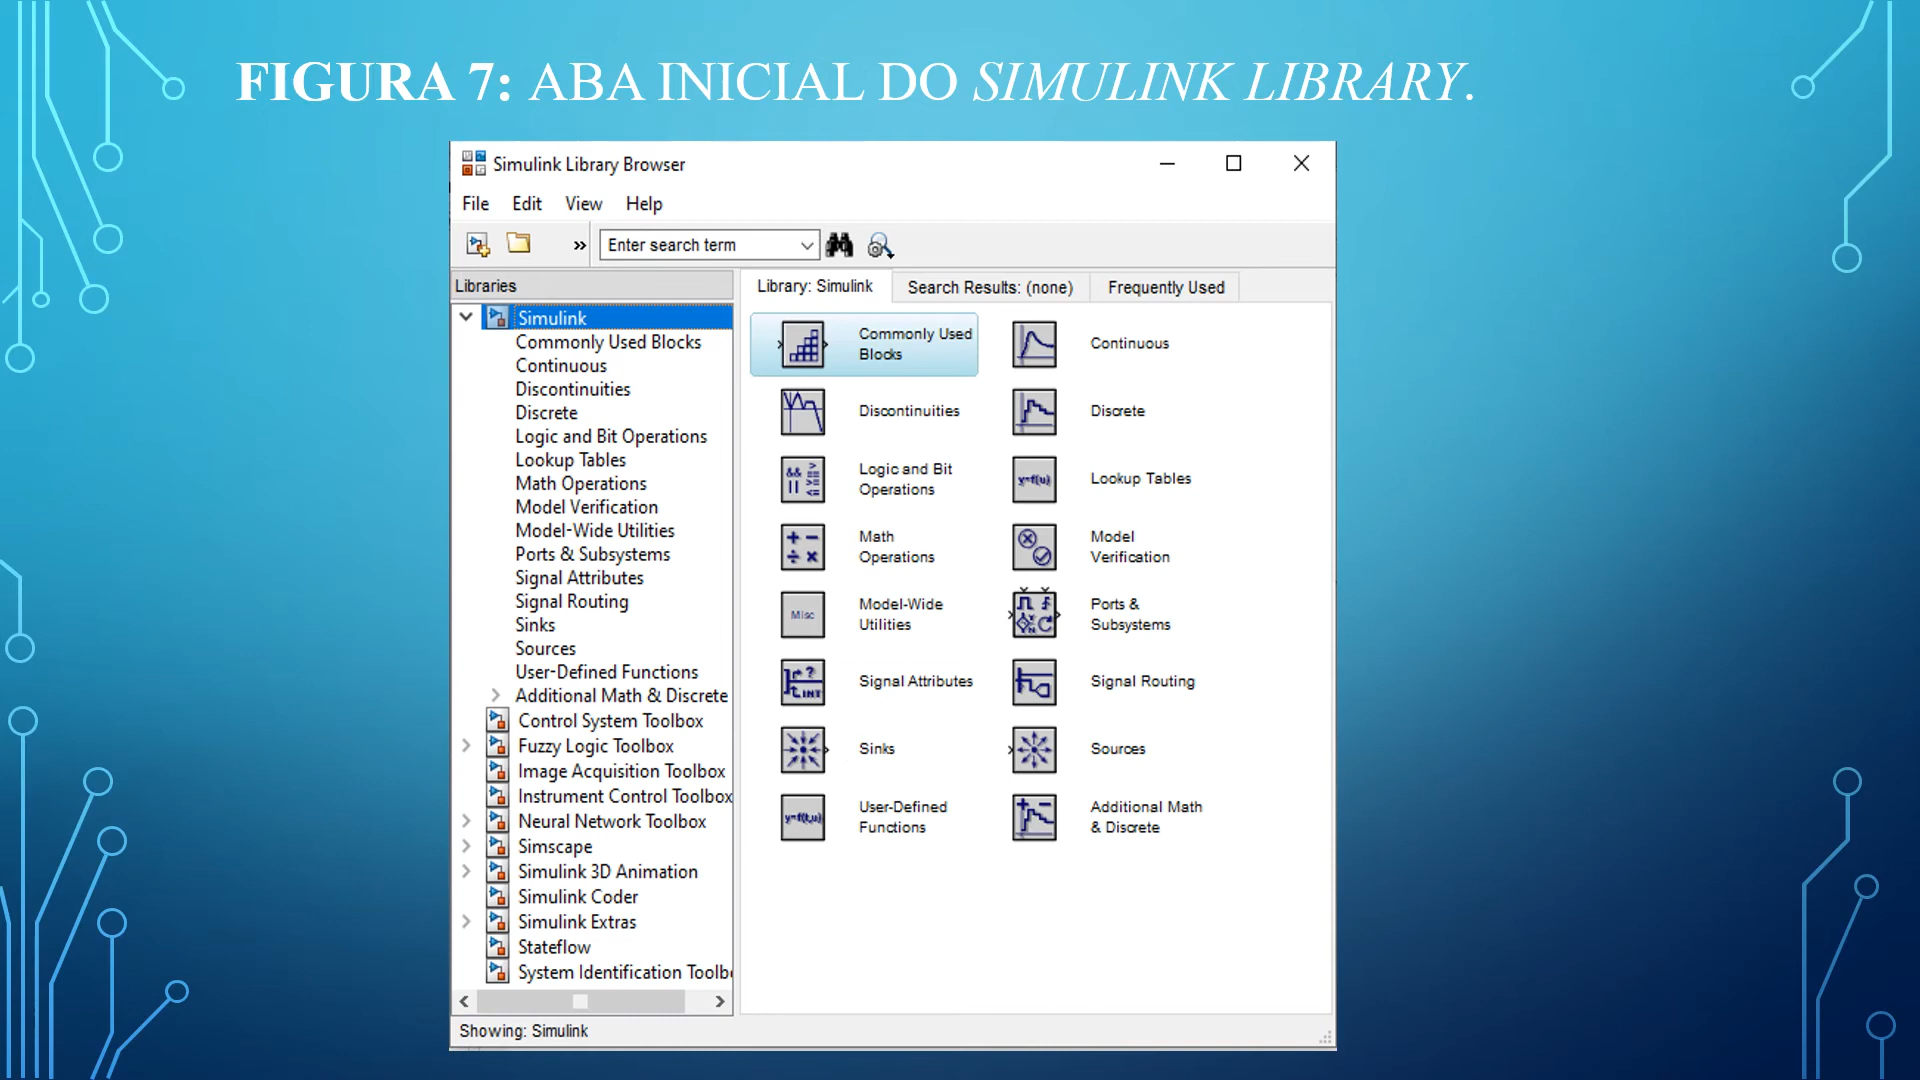 FIGURA 7: ABA INICIAL DO SIMULINK LIBRARY.
Simulink Library Browser
File Edit View Help
» Enter search term
Libraries
Library: Simulink Search Results: (none) Frequently Used
Simulink
Commonly Used Blocks
Continuous
Discontinuities
Discrete
Logic and Bit Operations
Lookup Tables
Math Operations
Model Verification
Model-Wide Utilities
Ports & Subsystems
Signal Attributes
Signal Routing
Sinks
Sources
User-Defined Functions
Additional Math & Discrete
Control System Toolbox
Fuzzy Logic Toolbox
Image Acquisition Toolbox
Instrument Control Toolbox
Neural Network Toolbox
Simscape
Simulink 3D Animation
Simulink Coder
Simulink Extras
Stateflow
System Identification Toolb
Commonly Used
Blocks
Continuous
Discontinuities
Discrete
Logic and Bit
Operations
y=f(u)
Lookup Tables
Math
Operations
Model
Verification
Misc
Model-Wide
Utilities
Ports &
Subsystems
Signal Attributes
Signal Routing
Sinks
Sources
y=f(t,u)
User-Defined
Functions
Additional Math
& Discrete
Showing: Simulink